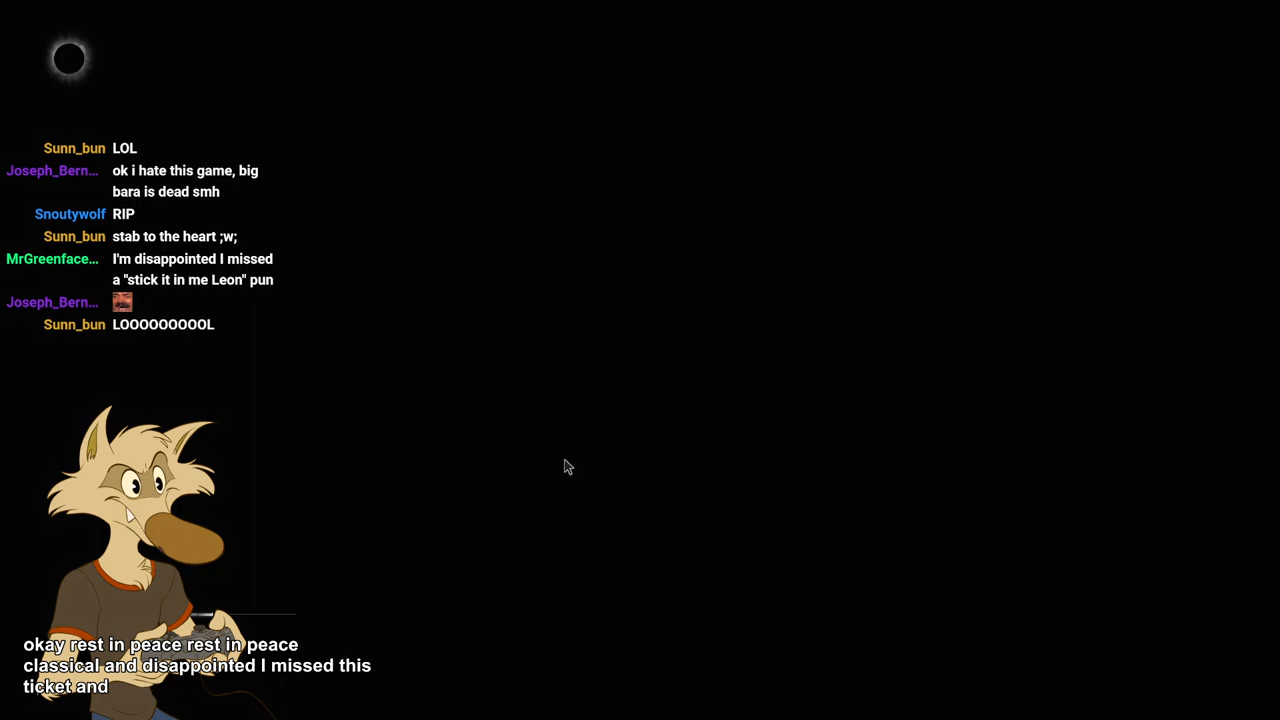 Sunn_bun LOL
Joseph_Bern... ok i hate this game, big
bara is dead smh
Snoutywolf RIP
Sunn_bun stab to the heart ;w;
MrGreenface... I'm disappointed I missed
a "stick it in me Leon" pun
Joseph_Bern...
Sunn_bun LOOOOOOOOOL
okay rest in peace rest in peace
classical and disappointed I missed this
ticket and